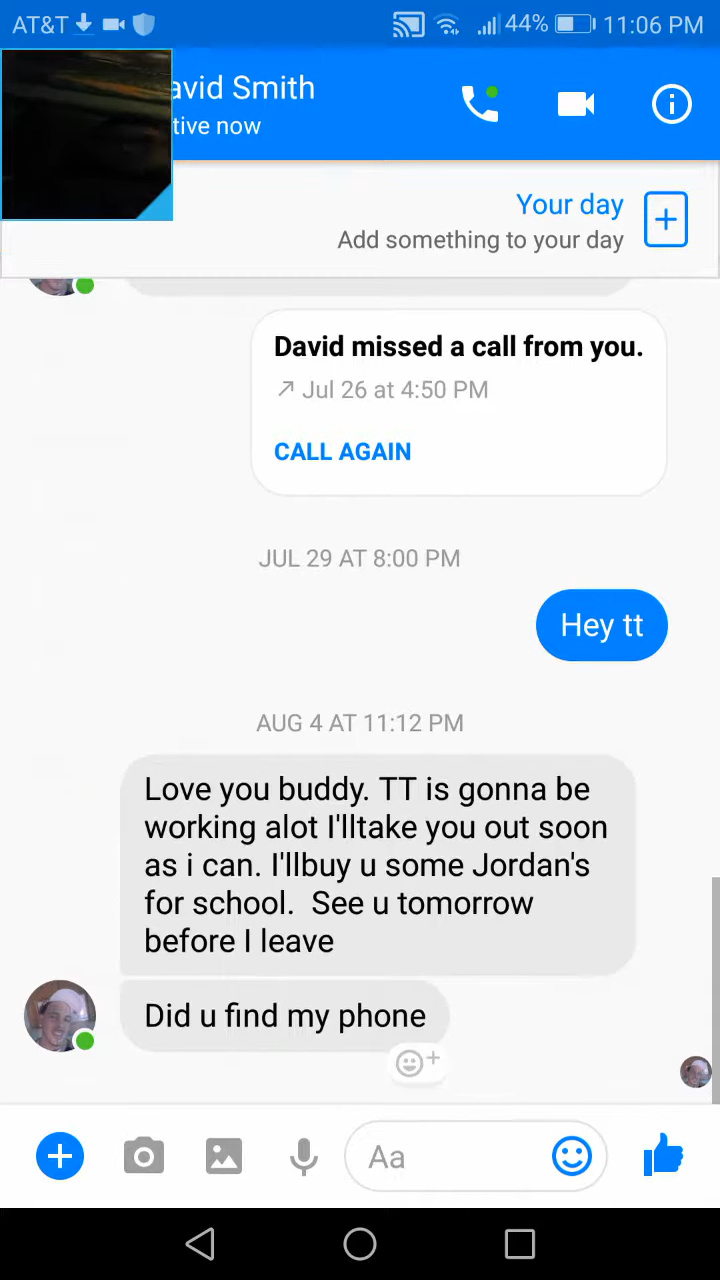 AT&T 44% 11:06 PM
avid Smith
tive now
Your day
Add something to your day
David missed a call from you.
Jul 26 at 4:50 PM
CALL AGAIN
JUL 29 AT 8:00 PM
Hey tt
AUG 4 AT 11:12 PM
Love you buddy. TT is gonna be
working alot I'lltake you out soon
as i can. I'llbuy u some Jordan's
for school.  See u tomorrow
before I leave
Did u find my phone
Aa